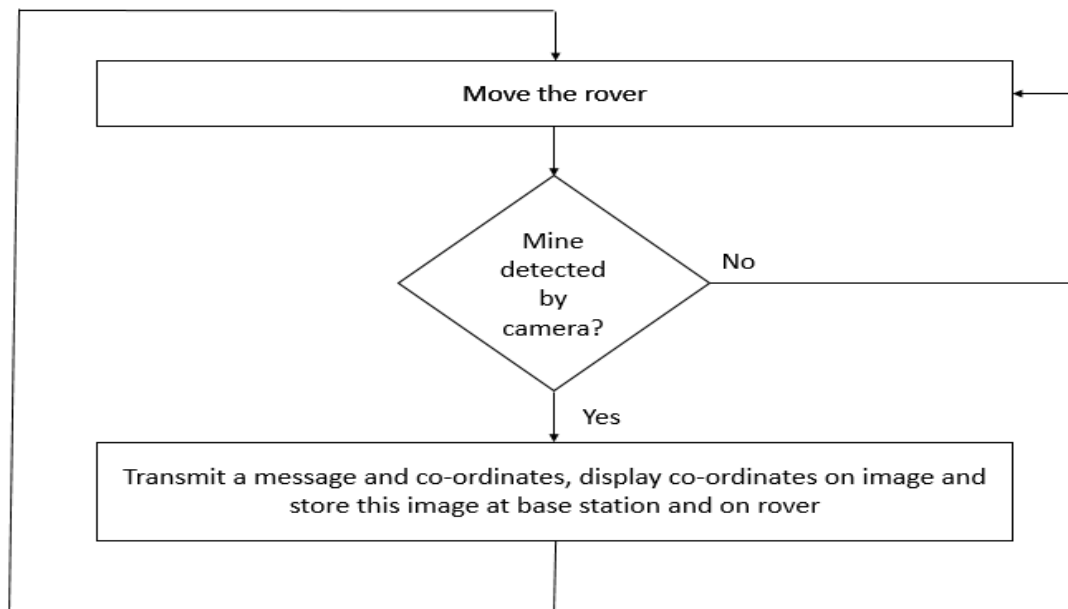 Move the rover
Mine
detected
by
camera?
No
Yes
Transmit a message and co-ordinates, display co-ordinates on image and
store this image at base station and on rover